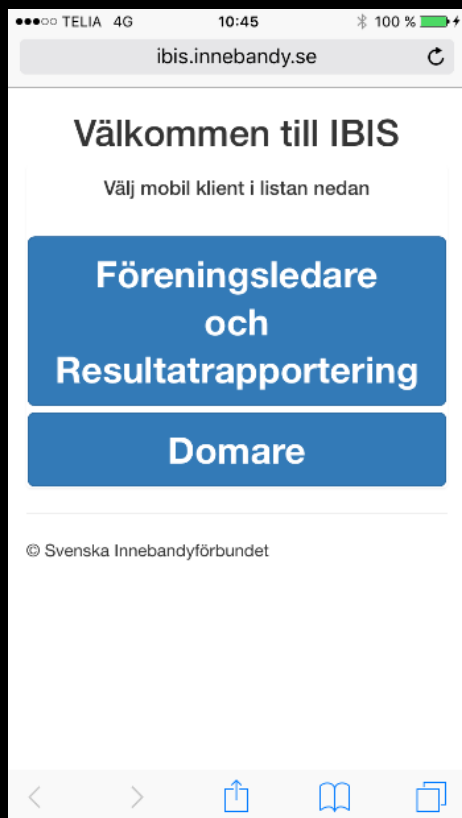 TELIA 4G 10:45 100 %
ibis.innebandy.se
Välkommen till IBIS
Välj mobil klient i listan nedan
Föreningsledare
och
Resultatrapportering
Domare
© Svenska Innebandyförbundet